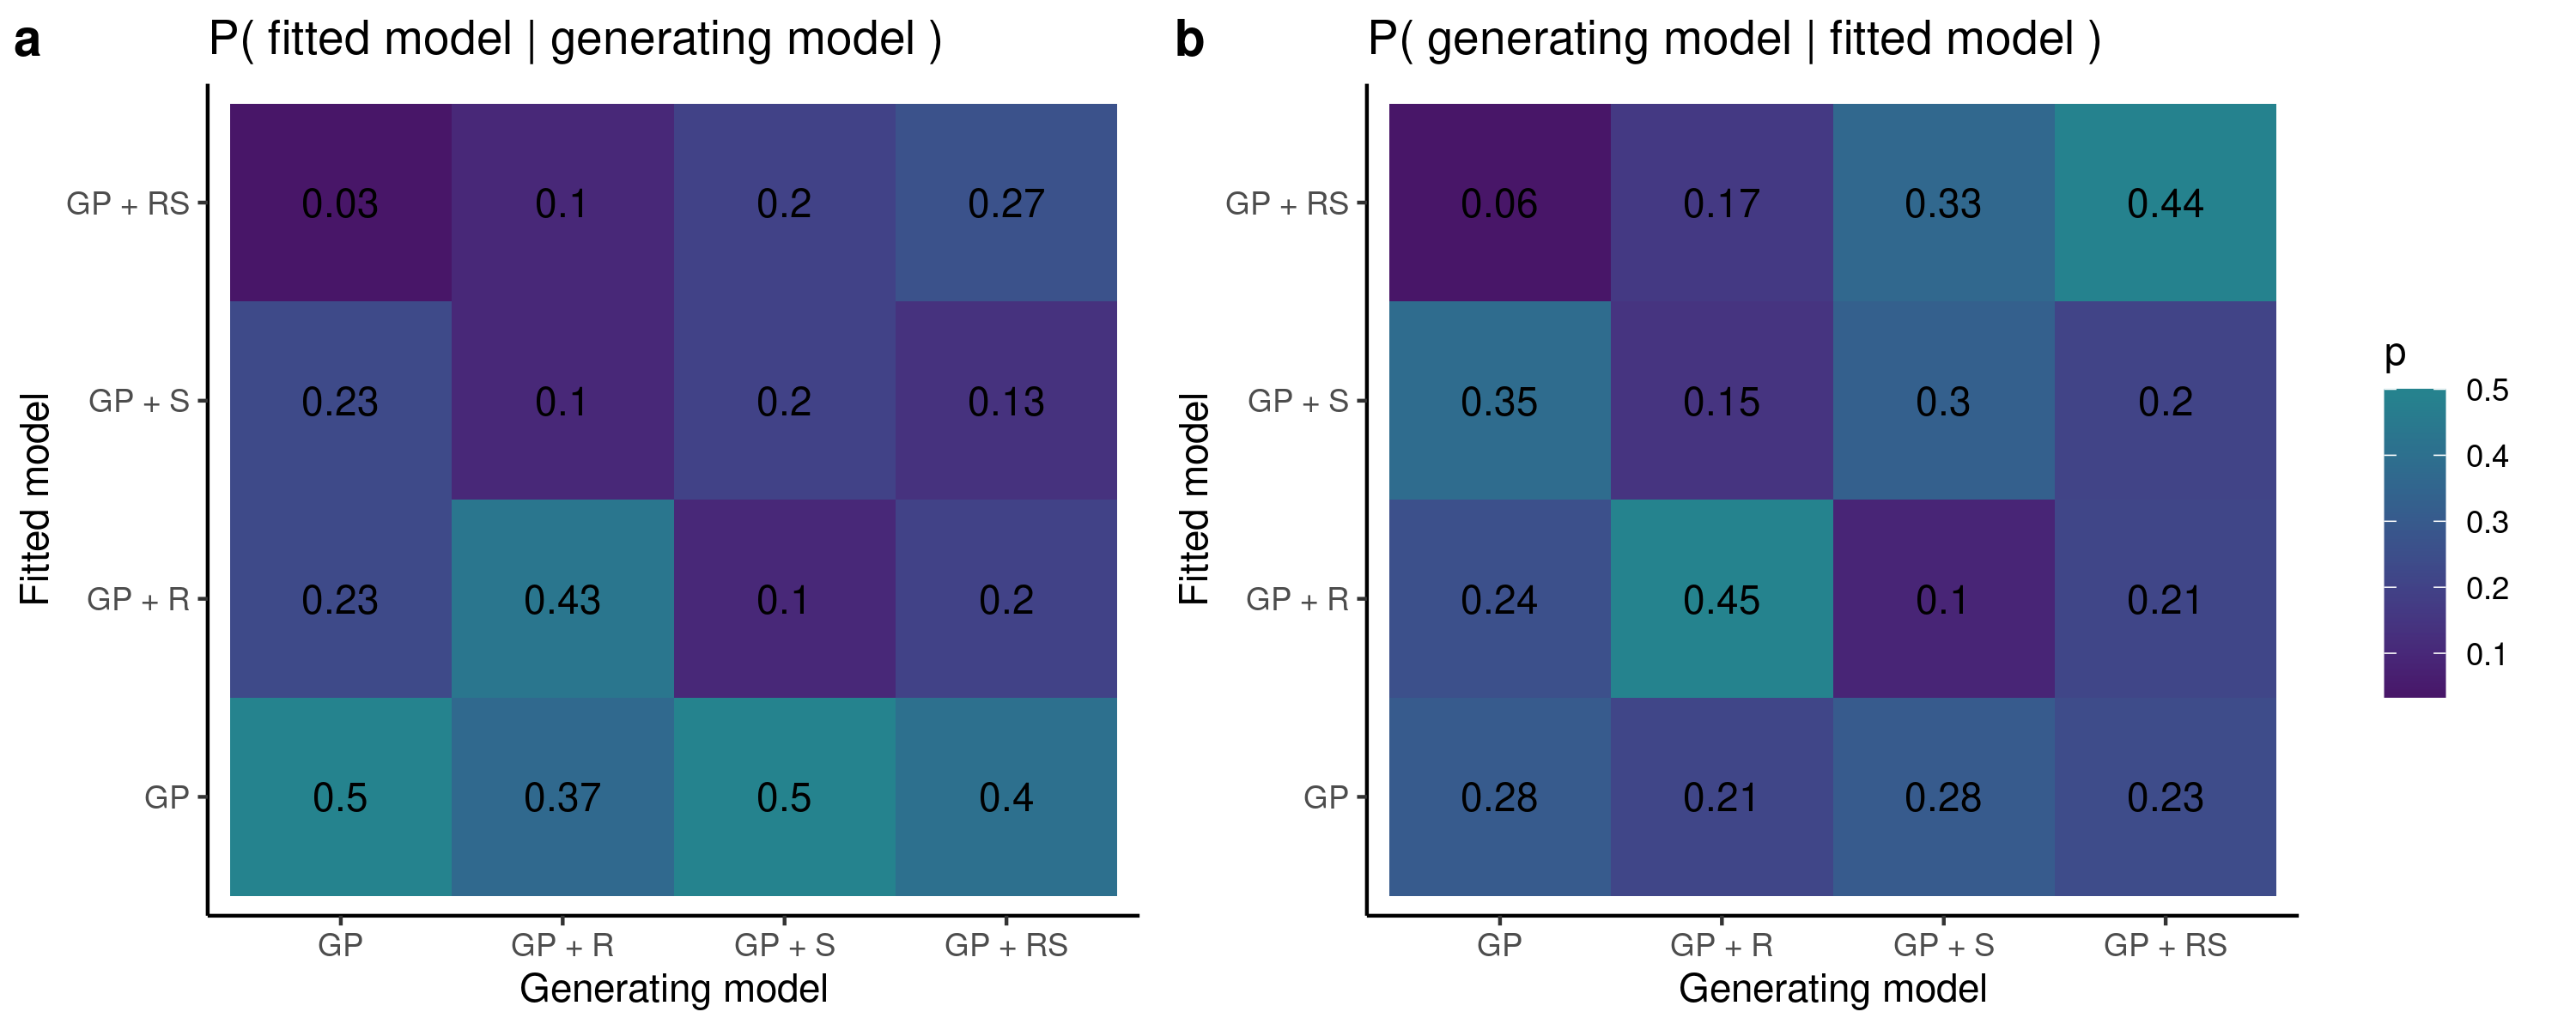 a P( fitted model | generating model )
Fitted model
GP + RS 0.03 0.1 0.2 0.27
GP + S 0.23 0.1 0.2 0.13
GP + R 0.23 0.43 0.1 0.2
GP 0.5 0.37 0.5 0.4
GP GP + R GP + S GP + RS
Generating model
b P( generating model | fitted model )
Fitted model
GP + RS 0.06 0.17 0.33 0.44
GP + S 0.35 0.15 0.3 0.2
GP + R 0.24 0.45 0.1 0.21
GP 0.28 0.21 0.28 0.23
GP GP + R GP + S GP + RS
Generating model
p
0.5
0.4
0.3
0.2
0.1